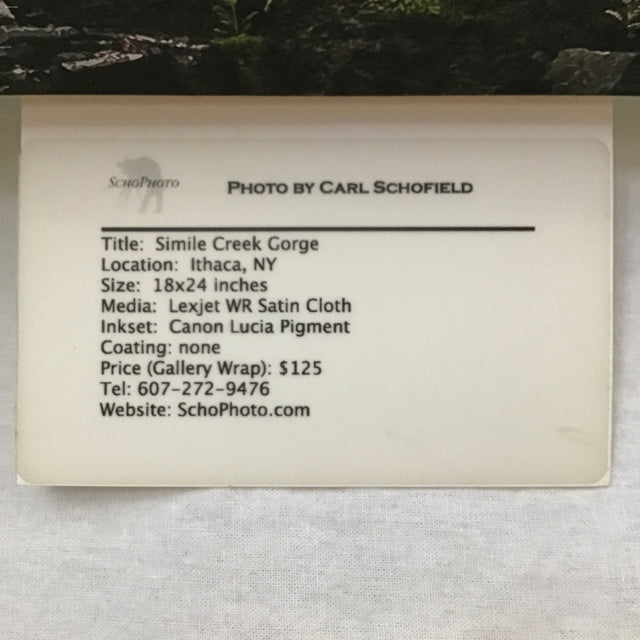 SchoPhoto
Photo by Carl Schofield
Title: Simile Creek Gorge
Location: Ithaca, NY
Size: 18x24 inches
Media: Lexjet WR Satin Cloth
Inkset: Canon Lucia Pigment
Coating: none
Price (Gallery Wrap): $125
Tel: 607-272-9476
Website: SchoPhoto.com